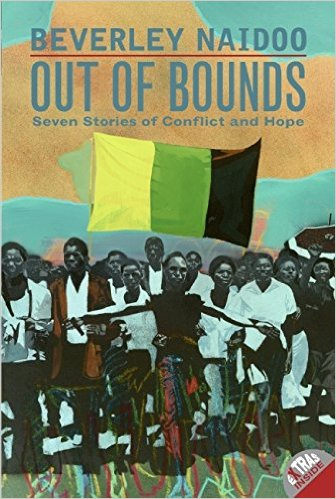 BEVERLEY NAIDOO
OUT OF BOUNDS
Seven Stories of Conflict and Hope
EXTRAS
INSIDE